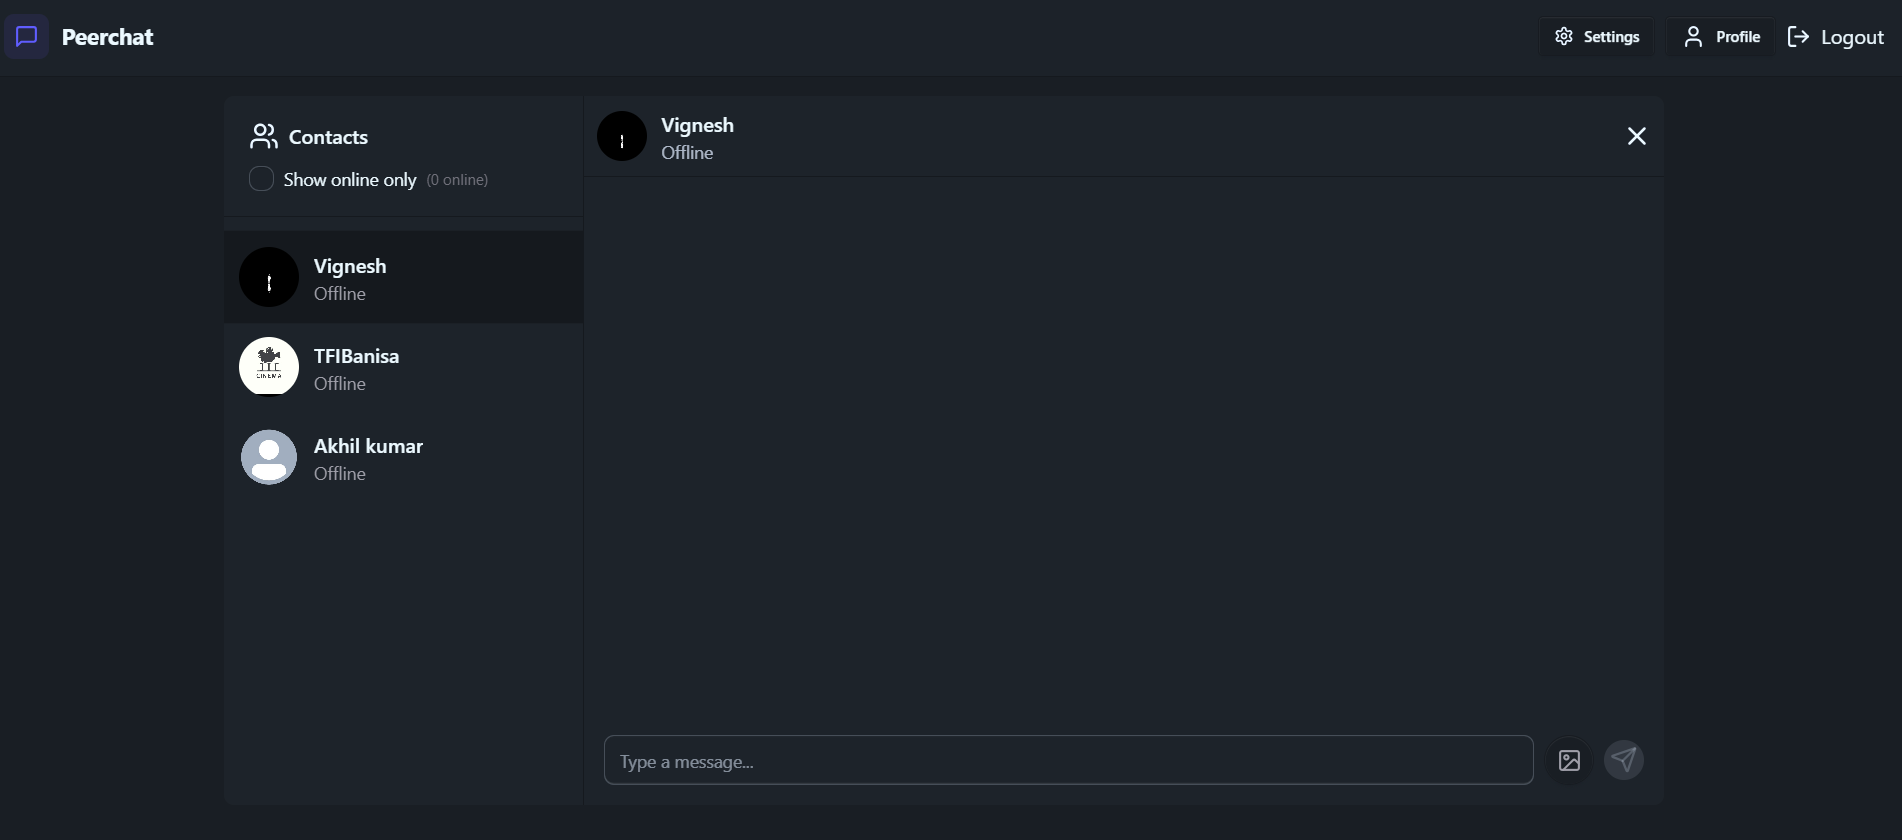 Peerchat
Settings
Profile
Logout
Contacts
Show online only (0 online)
Vignesh
Offline
TFIBanisa
Offline
CINEMA
Akhil kumar
Offline
Vignesh
Offline
Type a message...